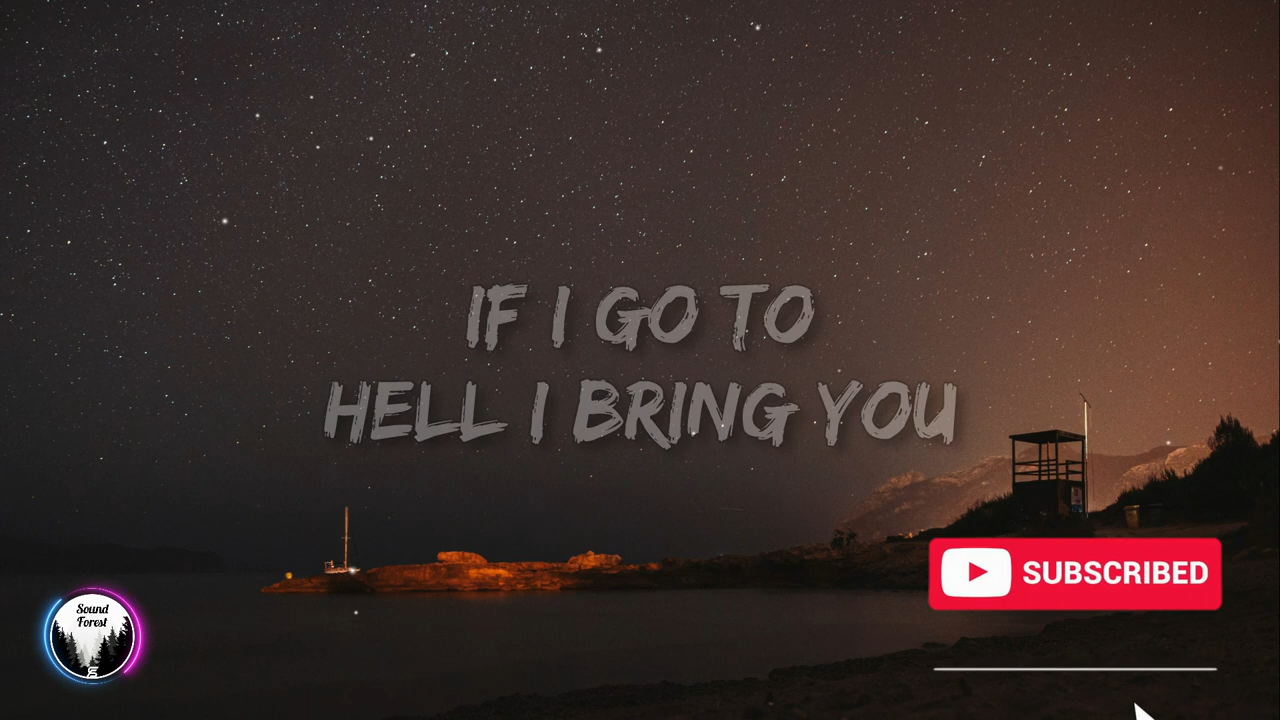 IF I GO TO
HELL I BRING YOU
SUBSCRIBED
Sound
Forest